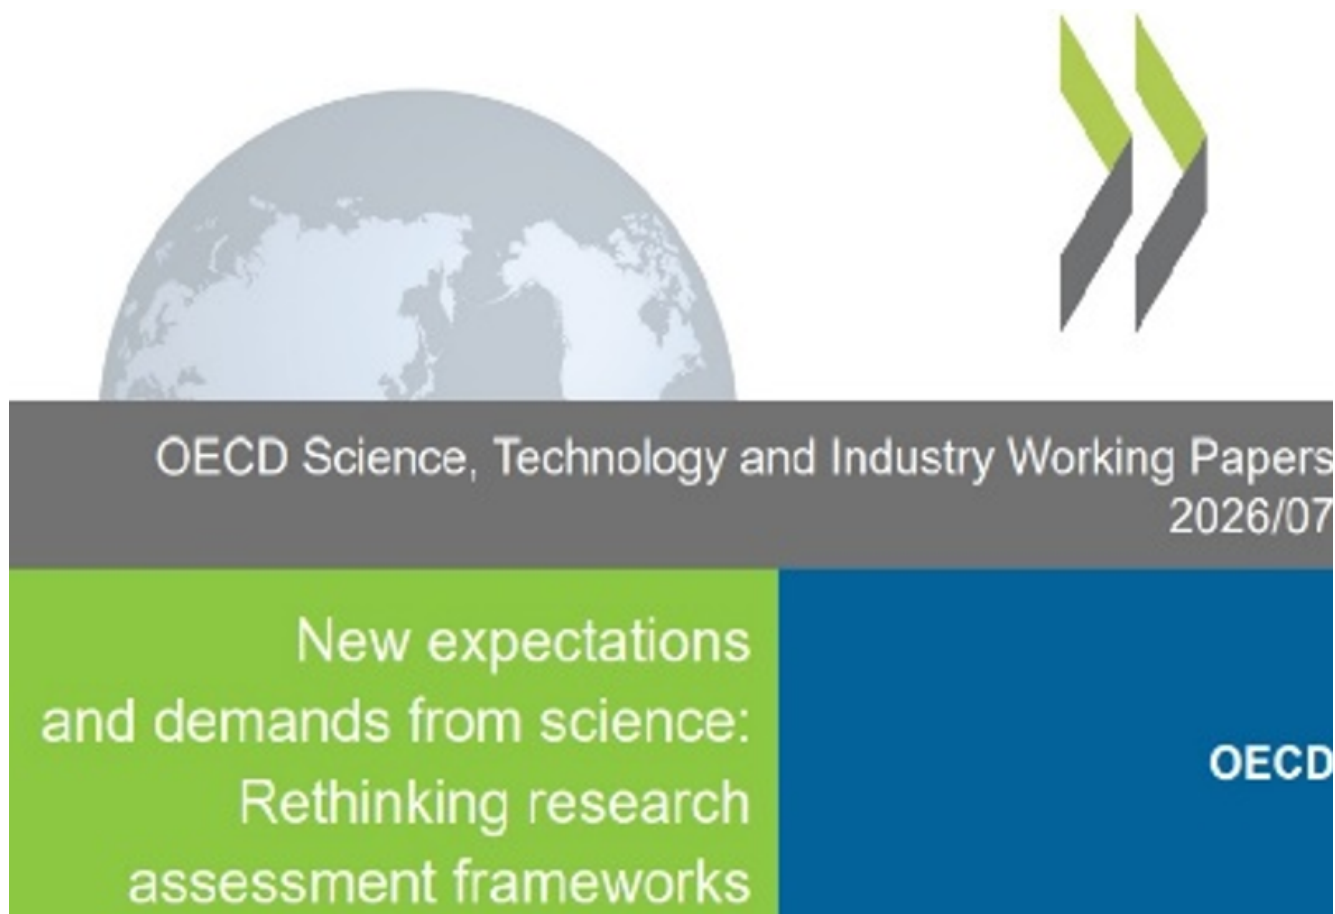 OECD Science, Technology and Industry Working Papers
2026/07
New expectations
and demands from science:
Rethinking research
assessment frameworks
OECD